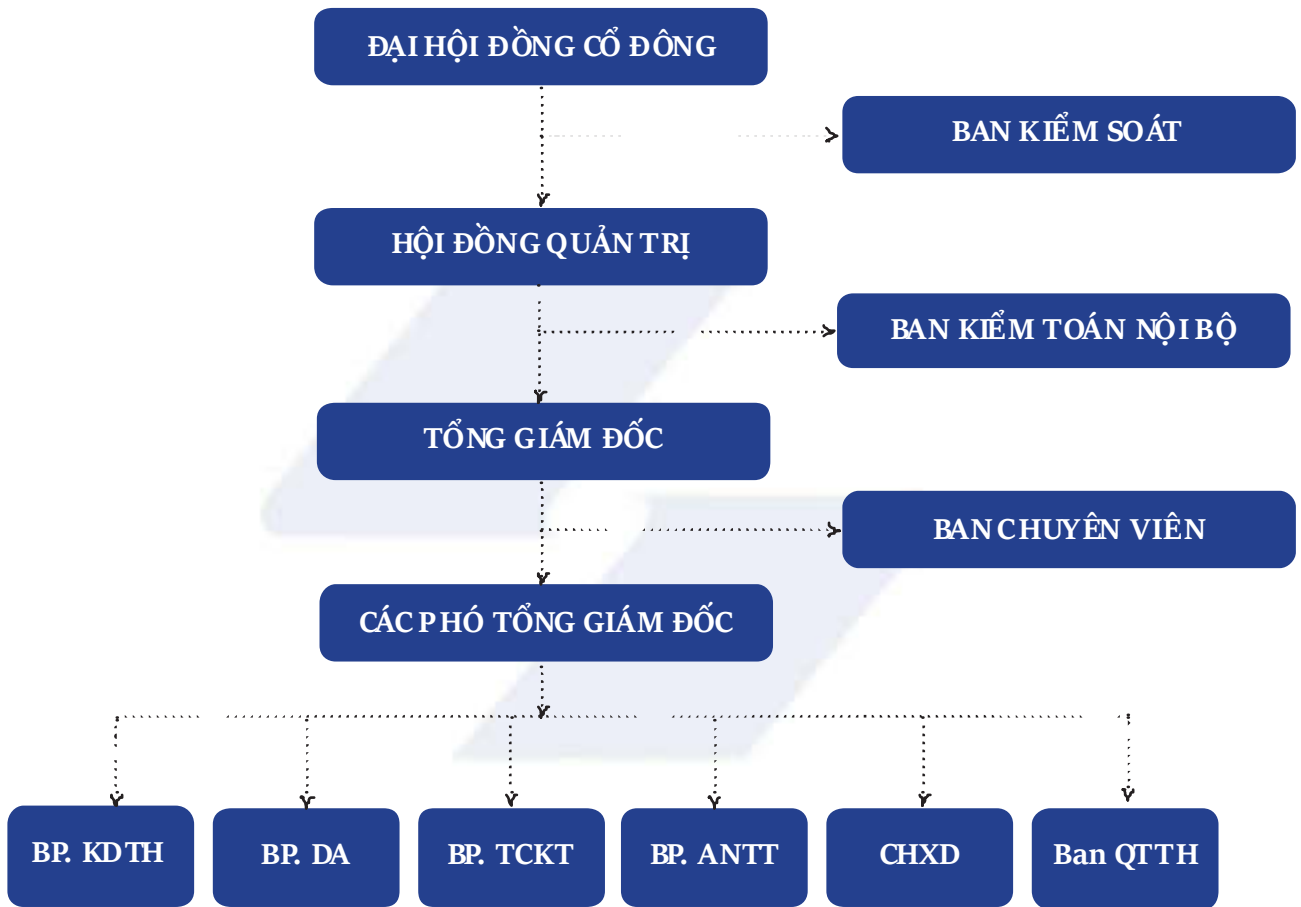 ĐẠI HỘI ĐỒNG CỔ ĐÔNG
BAN KIỂM SOÁT
HỘI ĐỒNG QUẢN TRỊ
BAN KIỂM TOÁN NỘI BỘ
TỔNG GIÁM ĐỐC
BAN CHUYÊN VIÊN
CÁC PHÓ TỔNG GIÁM ĐỐC
BP. KDTH
BP. DA
BP. TCKT
BP. ANTT
CHXD
Ban QTTH